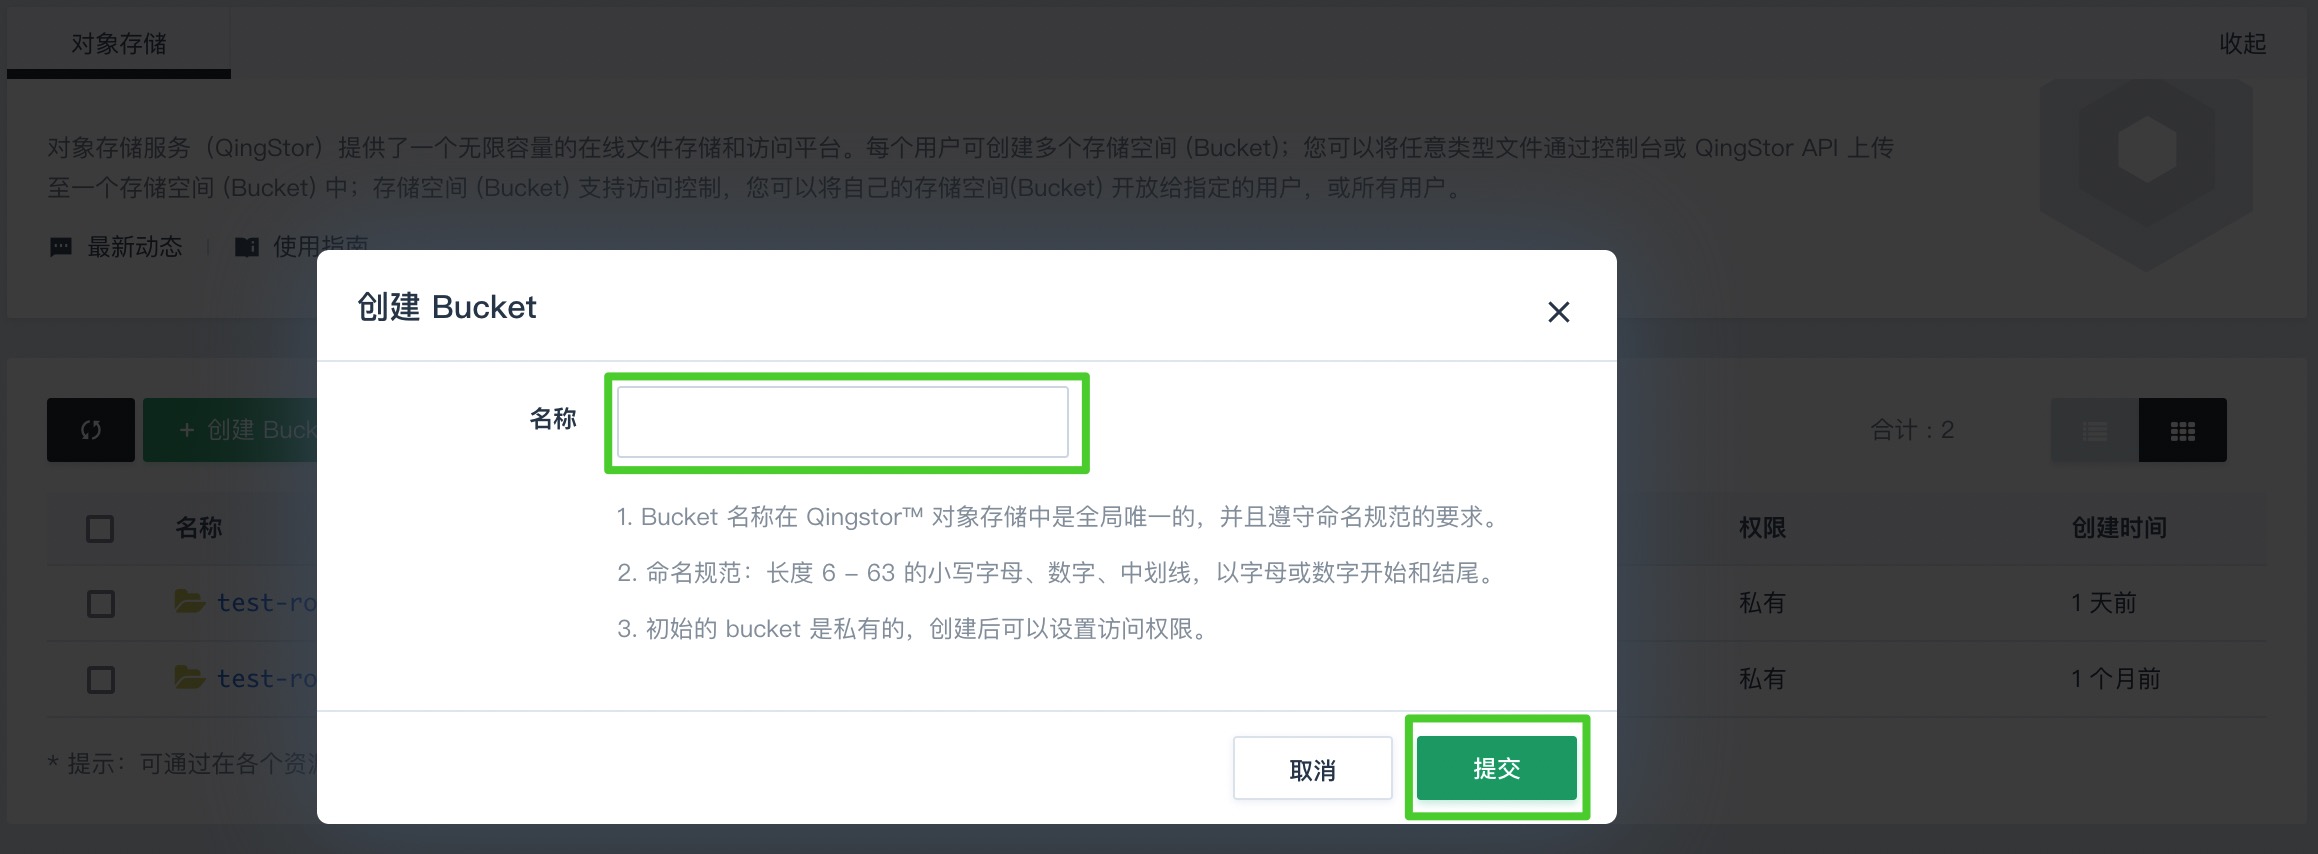 对象存储
收起
对象存储服务（QingStor）提供了一个无限容量的在线文件存储和访问平台。每个用户可创建多个存储空间 (Bucket)；您可以将任意类型文件通过控制台或 QingStor API 上传
至一个存储空间 (Bucket) 中；存储空间 (Bucket) 支持访问控制，您可以将自己的存储空间(Bucket) 开放给指定的用户，或所有用户。
最新动态
使用指南
创建 Bucket
名称
+ 创建 Buck
合计：2
1. Bucket 名称在 Qingstor™ 对象存储中是全局唯一的，并且遵守命名规范的要求。
2. 命名规范：长度 6 – 63 的小写字母、数字、中划线，以字母或数字开始和结尾。
3. 初始的 bucket 是私有的，创建后可以设置访问权限。
名称
权限
创建时间
test-ro
私有
1 天前
test-ro
私有
1 个月前
* 提示：可通过在各个资
取消
提交